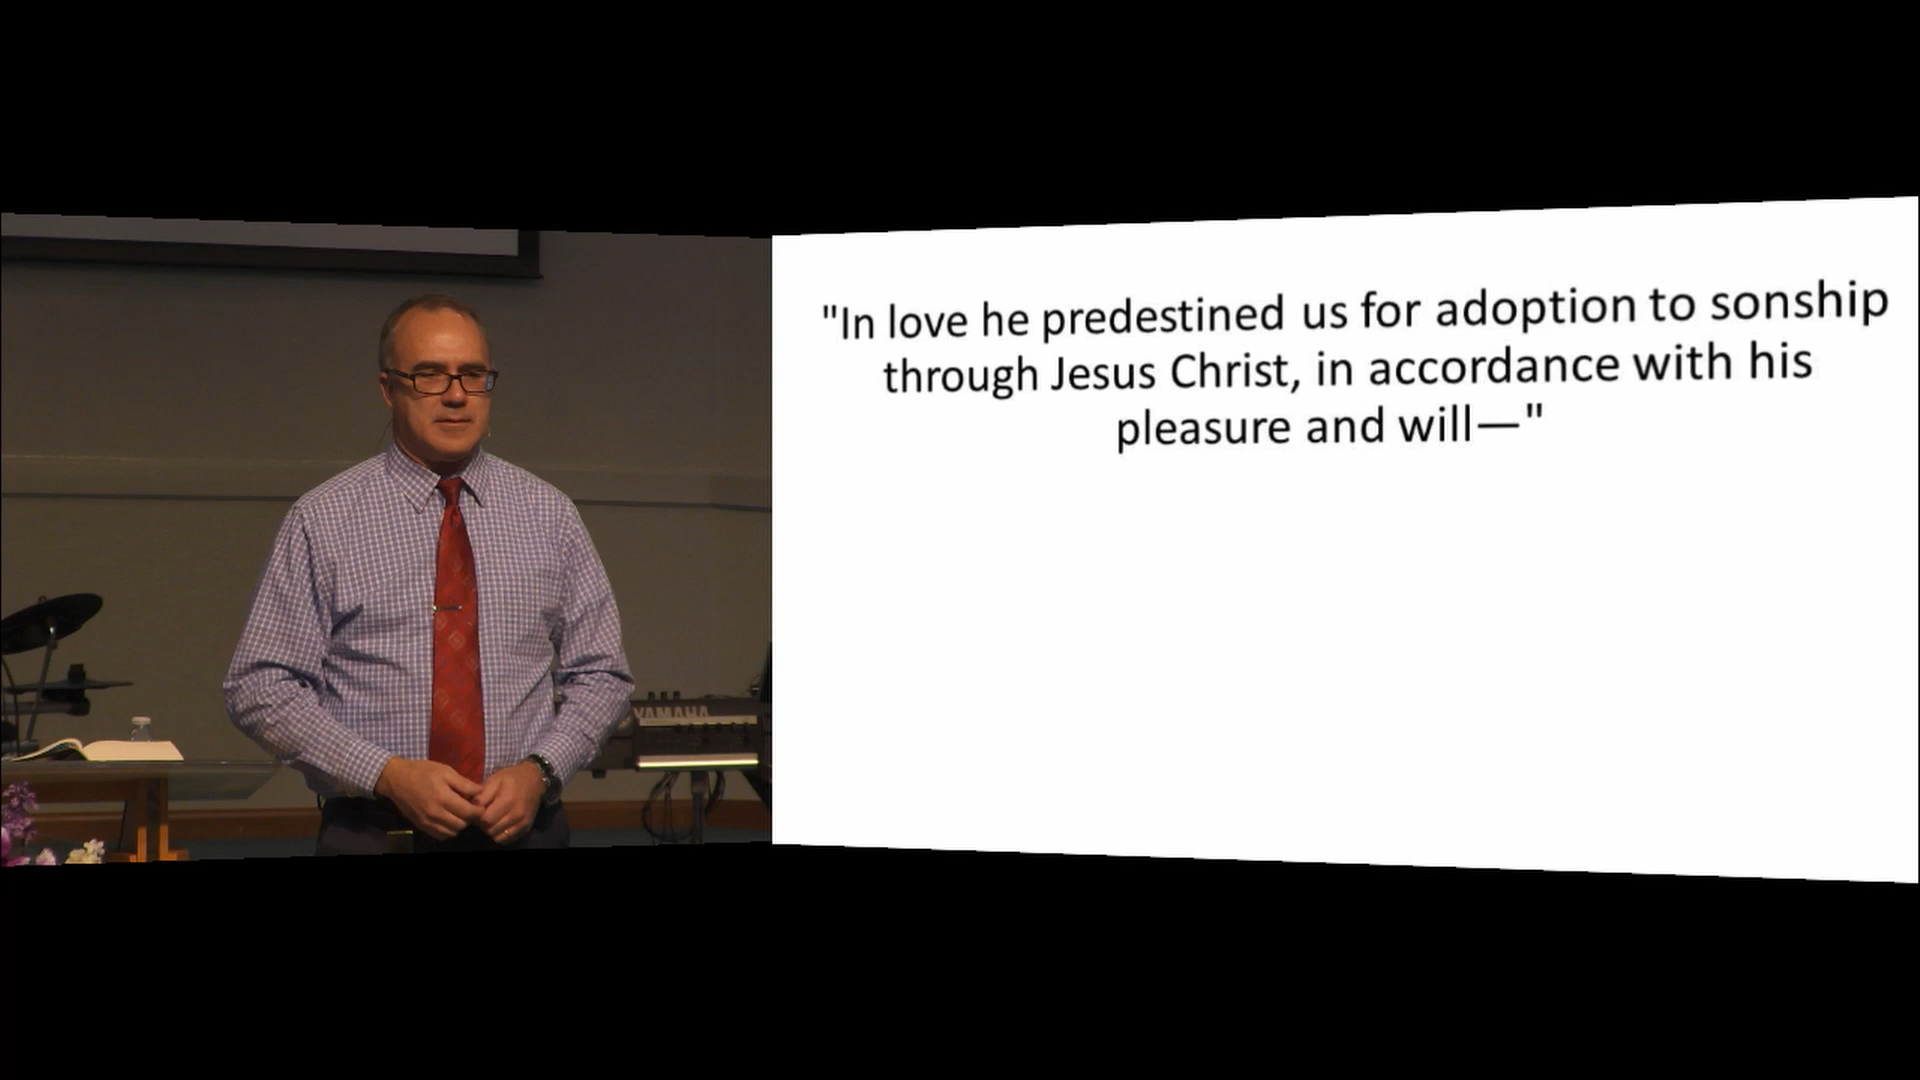 "In love he predestined us for adoption to sonship
through Jesus Christ, in accordance with his
pleasure and will—"
YAMAHA